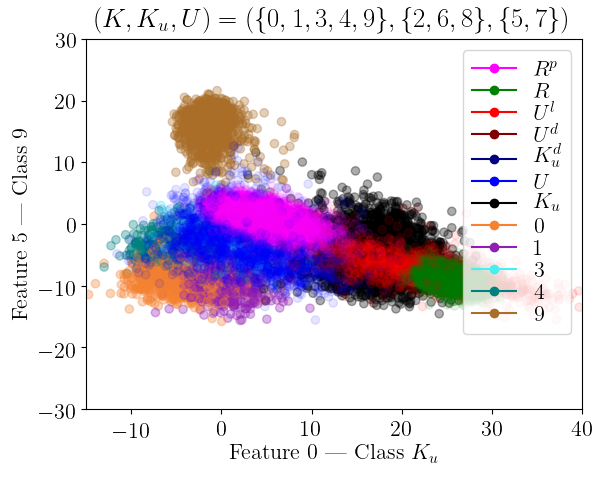 (K, K_u, U) = ({0, 1, 3, 4, 9}, {2, 6, 8}, {5, 7})
30
20
10
0
−10
−20
−30
Feature 5 — Class 9
R^p
R
U^l
U^d
K_u^d
U
K_u
0
1
3
4
9
−10
0
10
20
30
40
Feature 0 — Class K_u